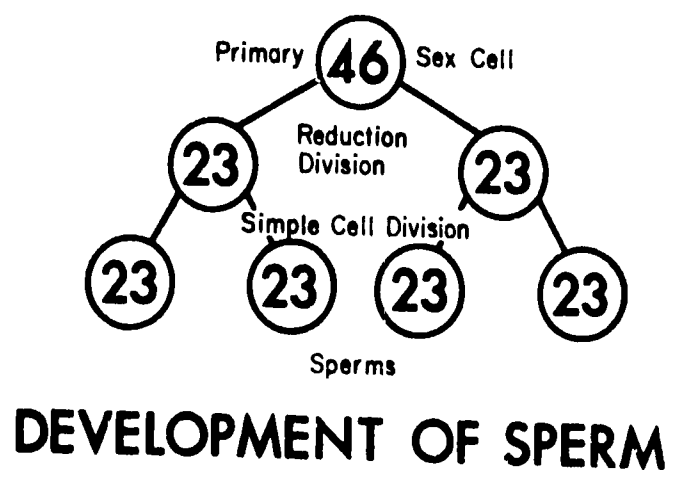 Primary 46 Sex Cell
Reduction
Division
23 23
Simple Cell Division
23 23 23 23
Sperms
DEVELOPMENT OF SPERM